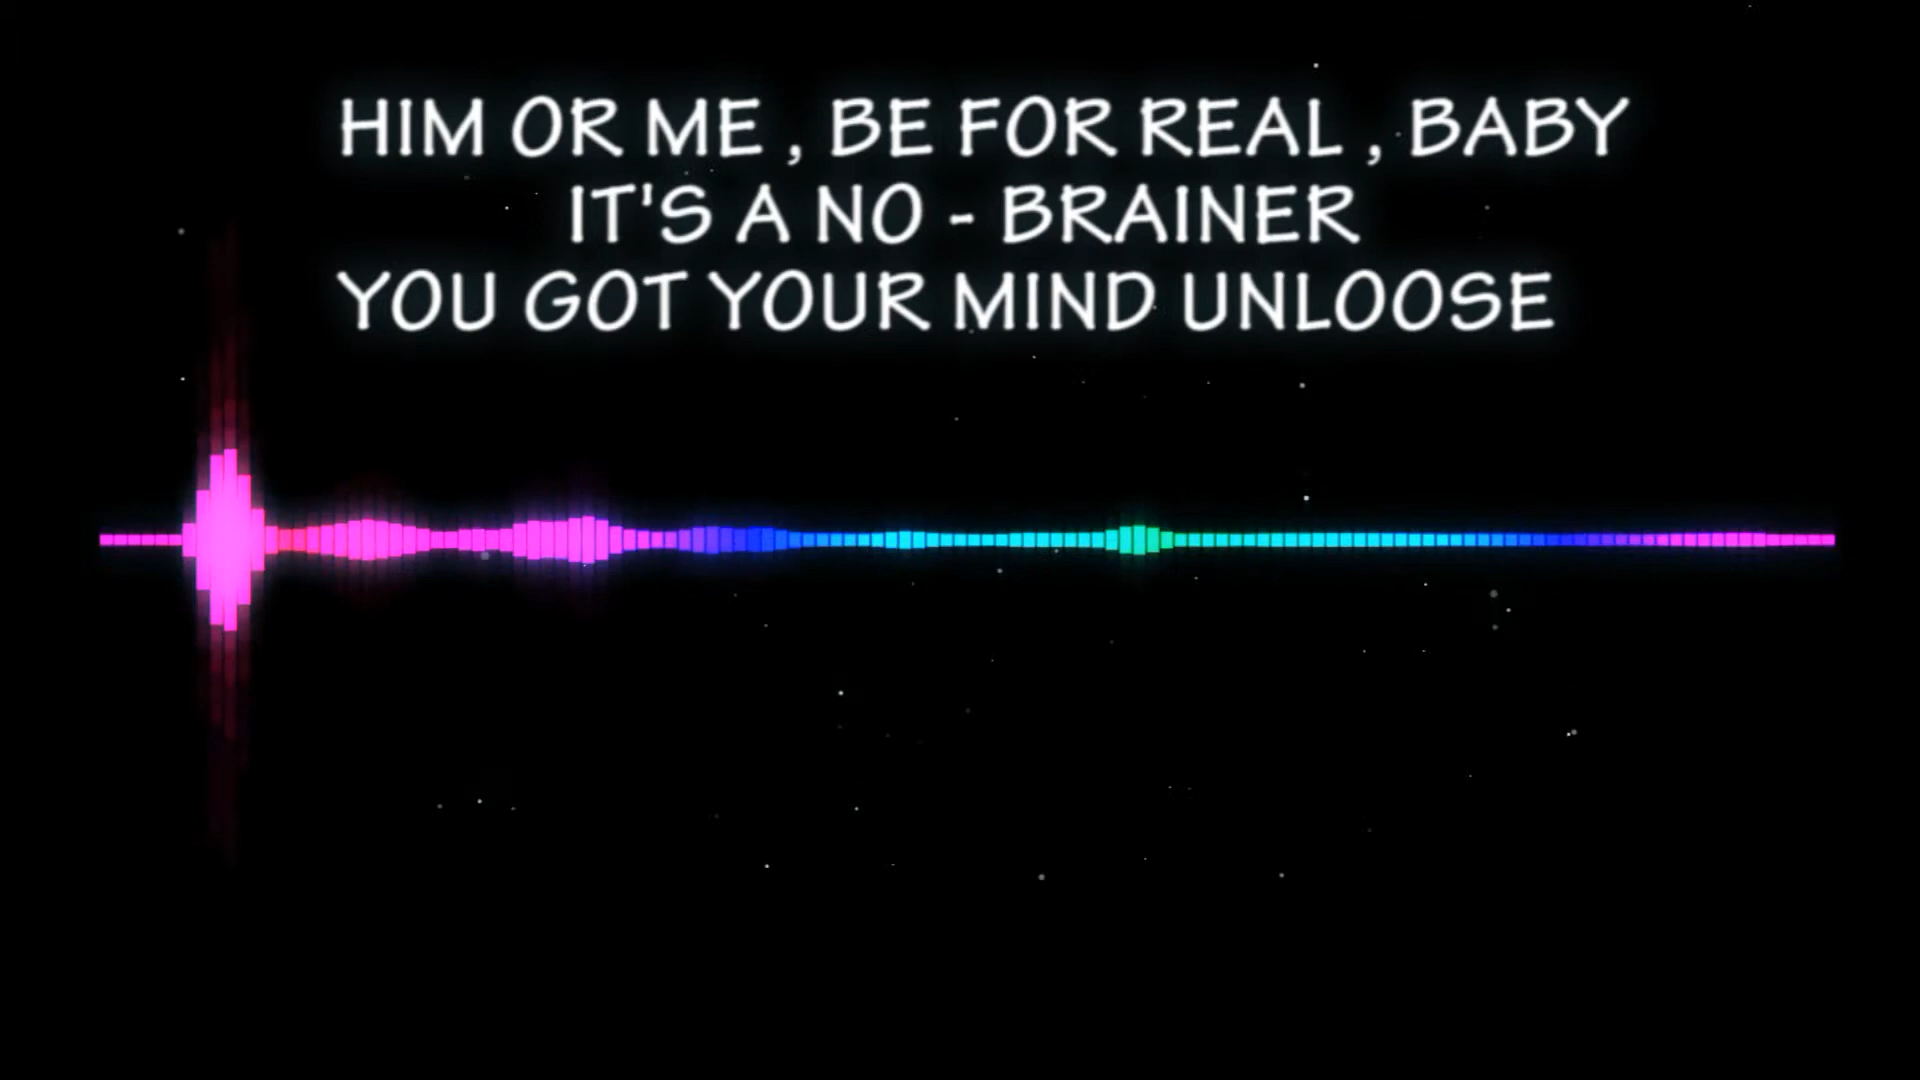 HIM OR ME , BE FOR REAL , BABY
IT'S A NO - BRAINER
YOU GOT YOUR MIND UNLOOSE